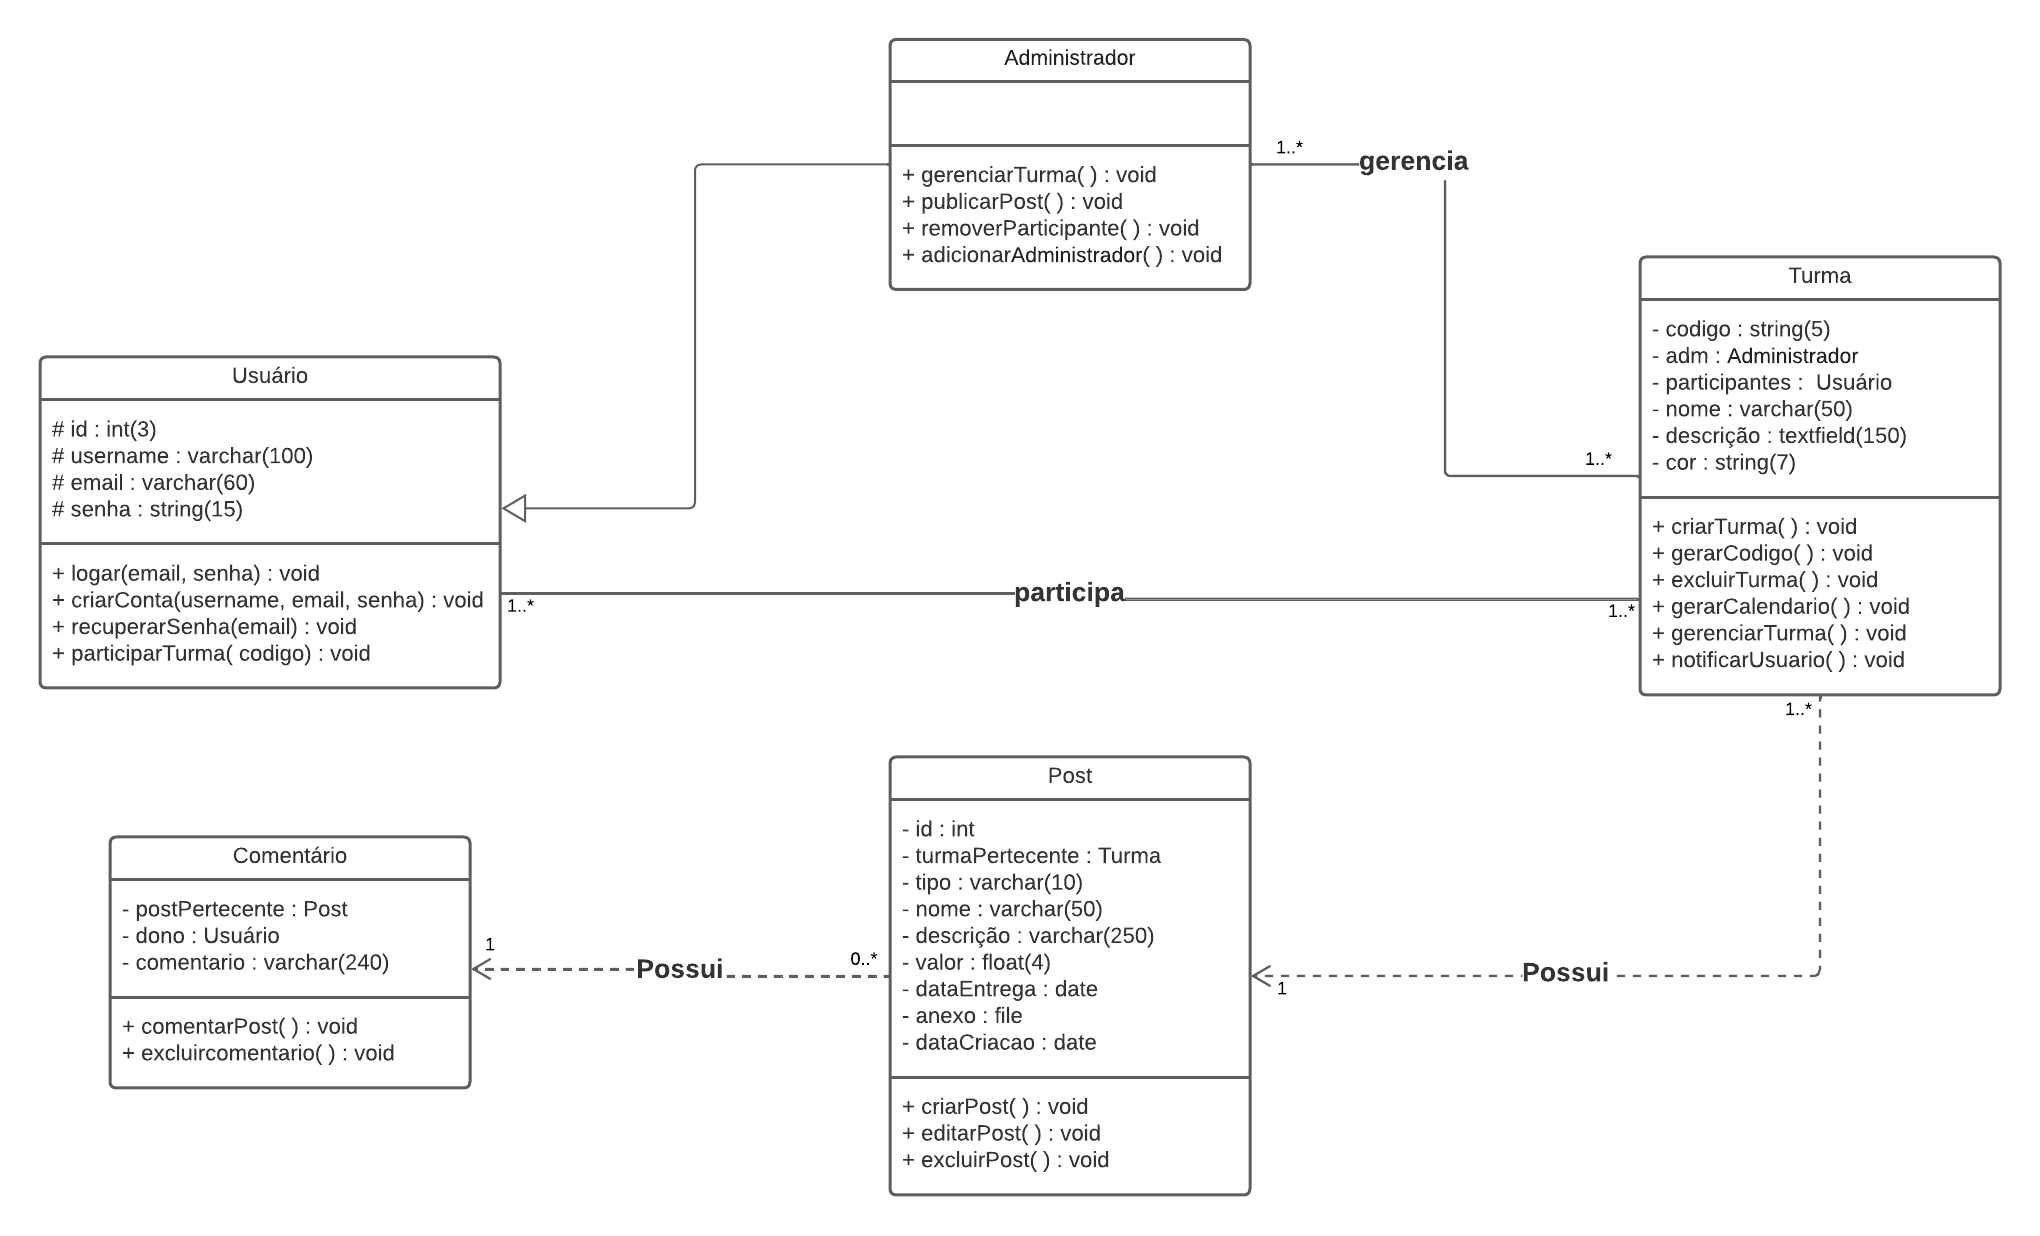 Administrador
+ gerenciarTurma( ) : void
+ publicarPost( ) : void
+ removerParticipante( ) : void
+ adicionarAdministrador( ) : void
1..*
gerencia
1..*
Turma
- codigo : string(5)
- adm : Administrador
- participantes :  Usuário
- nome : varchar(50)
- descrição : textfield(150)
- cor : string(7)
+ criarTurma( ) : void
+ gerarCodigo( ) : void
+ excluirTurma( ) : void
+ gerarCalendario( ) : void
+ gerenciarTurma( ) : void
+ notificarUsuario( ) : void
Usuário
# id : int(3)
# username : varchar(100)
# email : varchar(60)
# senha : string(15)
+ logar(email, senha) : void
+ criarConta(username, email, senha) : void
+ recuperarSenha(email) : void
+ participarTurma( codigo) : void
1..*
participa
1..*
1..*
Post
- id : int
- turmaPertecente : Turma
- tipo : varchar(10)
- nome : varchar(50)
- descrição : varchar(250)
- valor : float(4)
- dataEntrega : date
- anexo : file
- dataCriacao : date
+ criarPost( ) : void
+ editarPost( ) : void
+ excluirPost( ) : void
1
Possui
Comentário
- postPertecente : Post
- dono : Usuário
- comentario : varchar(240)
+ comentarPost( ) : void
+ excluircomentario( ) : void
1
Possui
0..*